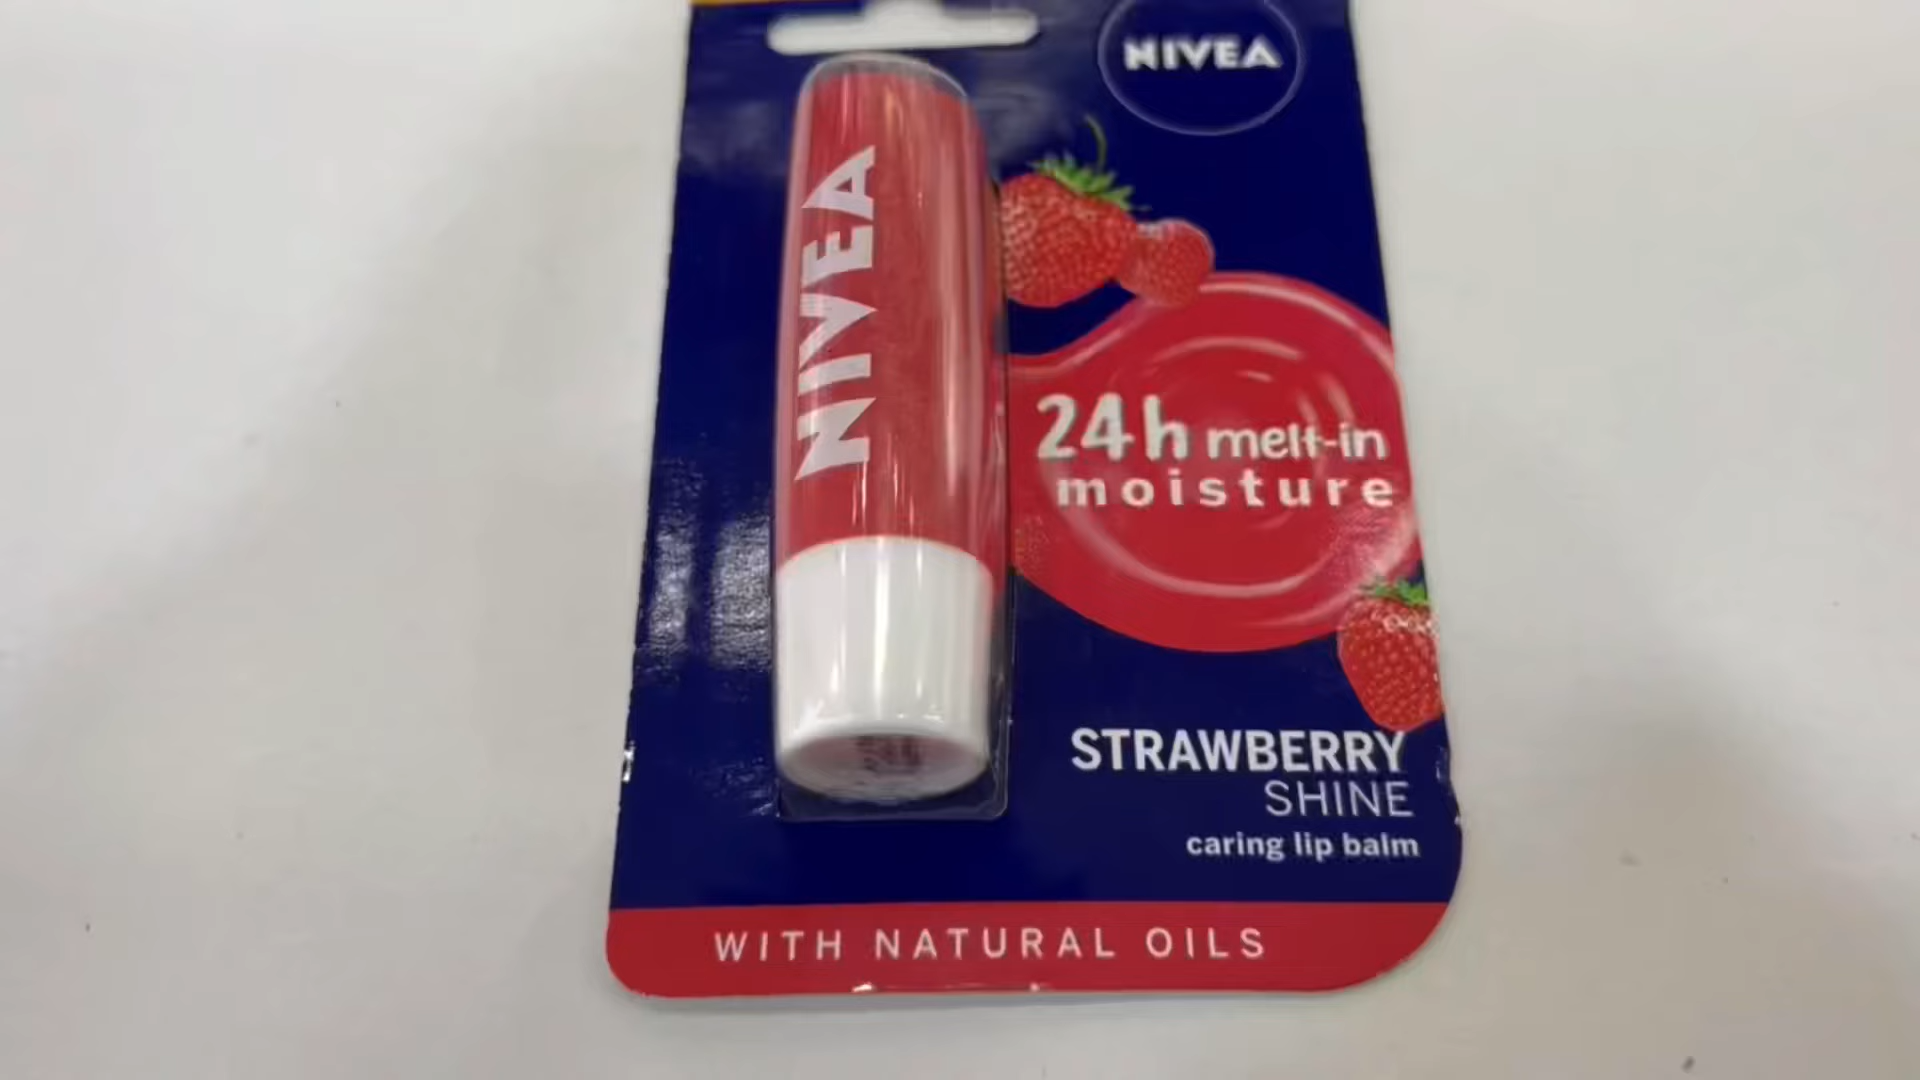 NIVEA
NIVEA
24h melt-in
moisture
STRAWBERRY
SHINE
caring lip balm
WITH NATURAL OILS